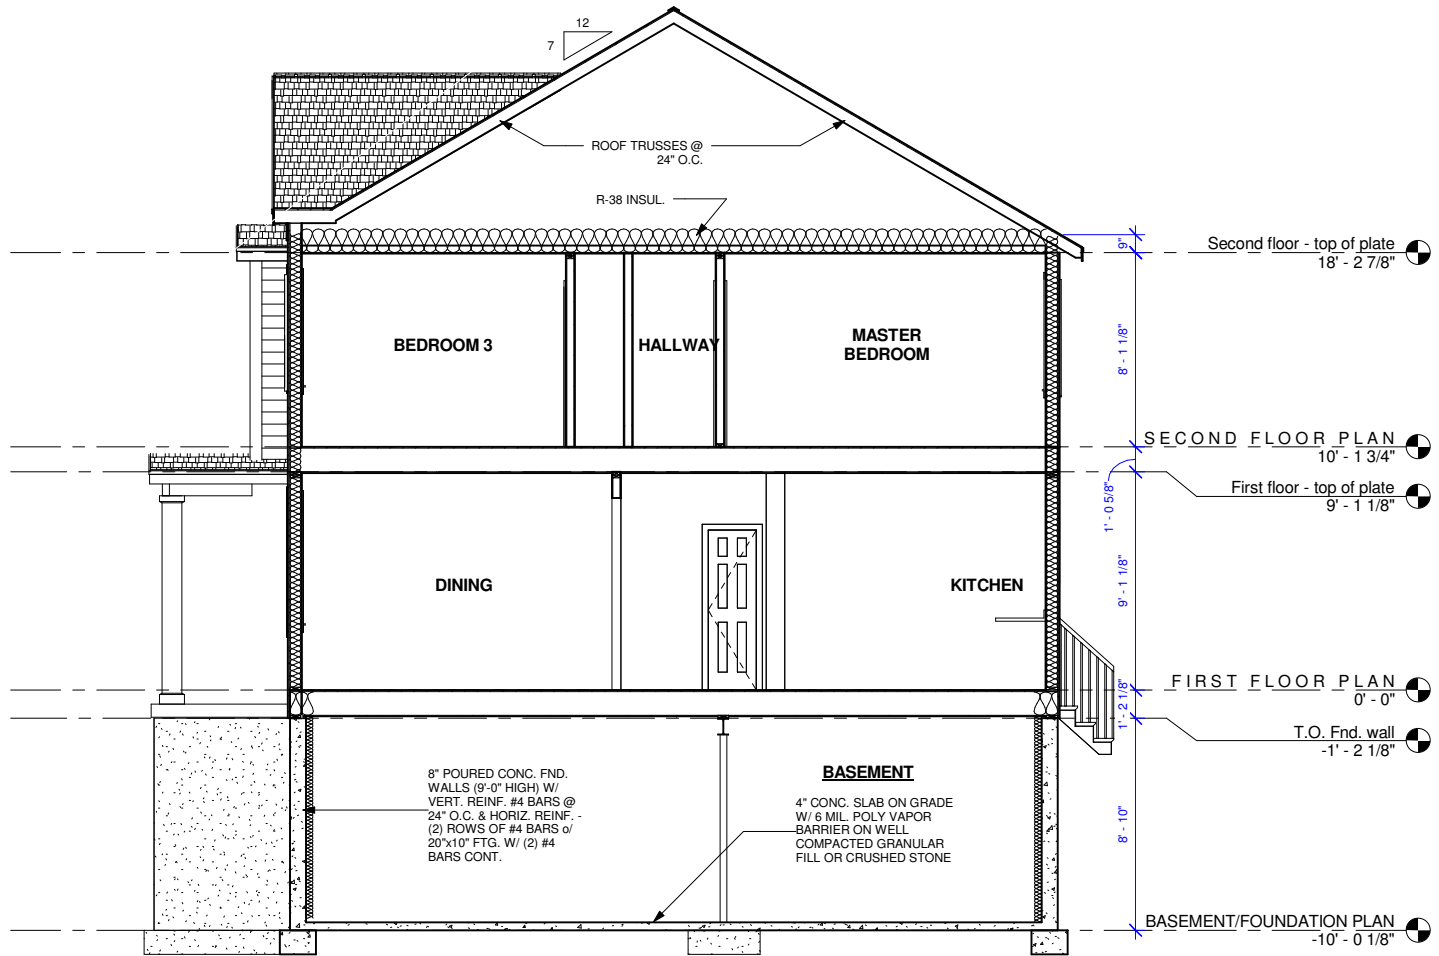 12
7
ROOF TRUSSES @
24" O.C.
R-38 INSUL.
9"
Second floor - top of plate
18' - 2 7/8"
BEDROOM 3
HALLWAY
MASTER
BEDROOM
8' - 1 1/8"
SECOND FLOOR PLAN
10' - 1 3/4"
1' - 0 5/8"
First floor - top of plate
9' - 1 1/8"
DINING
KITCHEN
9' - 1 1/8"
FIRST FLOOR PLAN
0' - 0"
1' - 2 1/8"
T.O. Fnd. wall
-1' - 2 1/8"
8" POURED CONC. FND.
WALLS (9'-0" HIGH) W/
VERT. REINF. #4 BARS @
24" O.C. & HORIZ. REINF. -
(2) ROWS OF #4 BARS o/
20"x10" FTG. W/ (2) #4
BARS CONT.
BASEMENT
4" CONC. SLAB ON GRADE
W/ 6 MIL. POLY VAPOR
BARRIER ON WELL
COMPACTED GRANULAR
FILL OR CRUSHED STONE
8' - 10"
BASEMENT/FOUNDATION PLAN
-10' - 0 1/8"